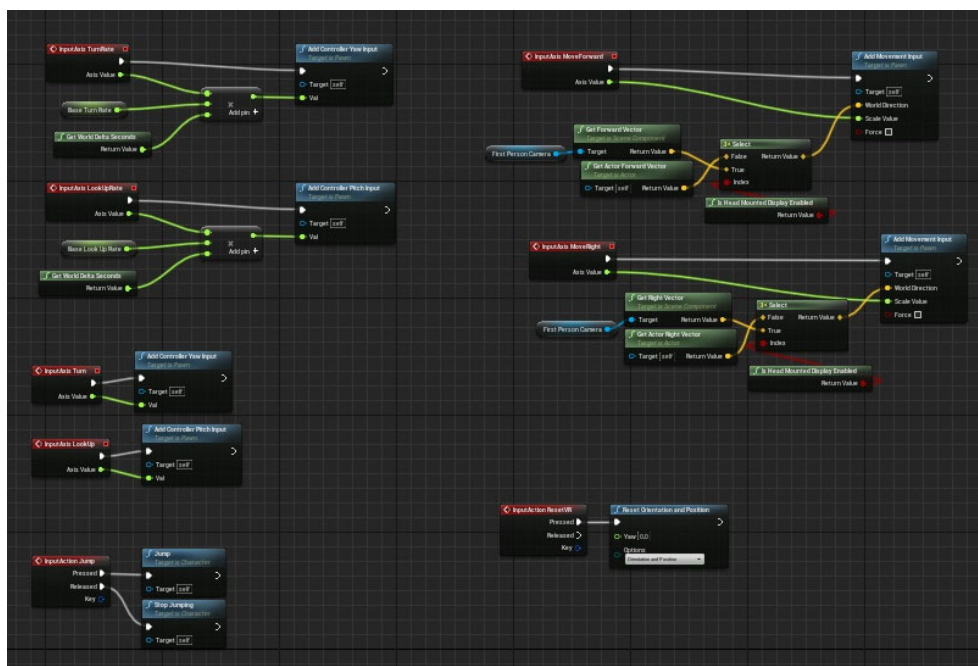 InputAxis TurnRate
Axis Value
Base Turn Rate
Get World Delta Seconds
Return Value
Add pin +
Add Controller Yaw Input
Target is Pawn
Target self
Val
InputAxis LookUpRate
Axis Value
Base Look Up Rate
Get World Delta Seconds
Return Value
Add pin +
Add Controller Pitch Input
Target is Pawn
Target self
Val
InputAxis Turn
Axis Value
Add Controller Yaw Input
Target is Pawn
Target self
Val
InputAxis LookUp
Axis Value
Add Controller Pitch Input
Target is Pawn
Target self
Val
InputAction Jump
Pressed
Released
Key
Jump
Target is Character
Target self
Stop Jumping
Target is Character
Target self
InputAxis MoveForward
Axis Value
First Person Camera
Get Forward Vector
Target is Scene Component
Target Return Value
Get Actor Forward Vector
Target is Actor
Target self Return Value
Select
False Return Value
True
Index
Is Head Mounted Display Enabled
Return Value
Add Movement Input
Target is Pawn
Target self
World Direction
Scale Value
Force
InputAxis MoveRight
Axis Value
First Person Camera
Get Right Vector
Target is Scene Component
Target Return Value
Get Actor Right Vector
Target is Actor
Target self Return Value
Select
False Return Value
True
Index
Is Head Mounted Display Enabled
Return Value
Add Movement Input
Target is Pawn
Target self
World Direction
Scale Value
Force
InputAction ResetVR
Pressed
Released
Key
Reset Orientation and Position
Yaw 0.0
Options
Orientation and Position